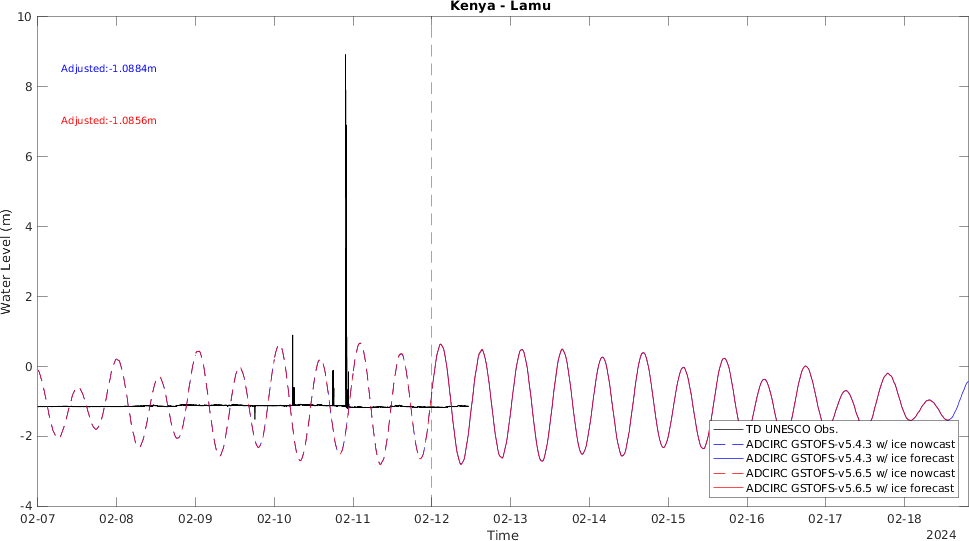 Kenya - Lamu
10
Adjusted:-1.0884m
8
Adjusted:-1.0856m
6
4
2
0
-2
-4
Water Level (m)
TD UNESCO Obs.
ADCIRC GSTOFS-v5.4.3 w/ ice nowcast
ADCIRC GSTOFS-v5.4.3 w/ ice forecast
ADCIRC GSTOFS-v5.6.5 w/ ice nowcast
ADCIRC GSTOFS-v5.6.5 w/ ice forecast
02-07 02-08 02-09 02-10 02-11 02-12 02-13 02-14 02-15 02-16 02-17 02-18
Time
2024